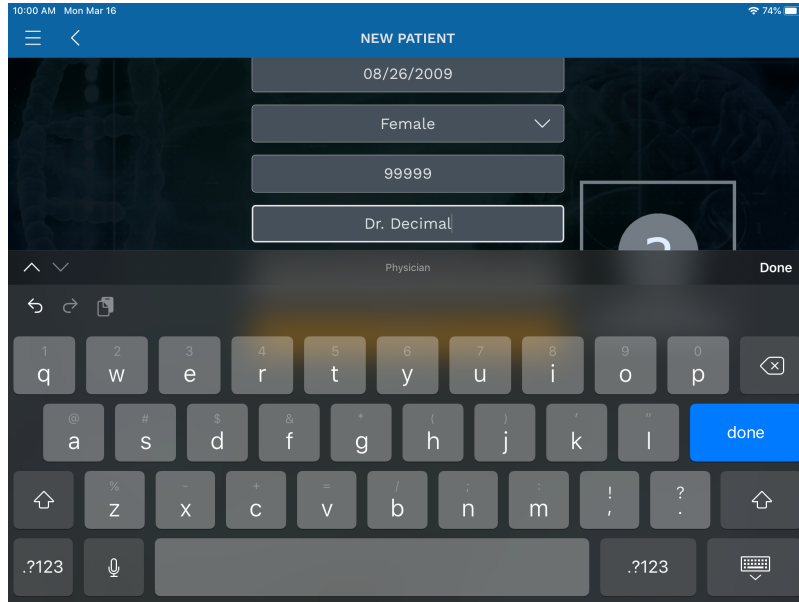 10:00 AM Mon Mar 16 74%
NEW PATIENT
08/26/2009
Female
99999
Dr. Decimal
?
Physician Done
1 2 3 4 5 6 7 8 9 0
q w e r t y u i o p
@ # $ & * ( ) ' "
a s d f g h j k l done
% - + = / ; : ! ?
z x c v b n m , .
.?123 .?123